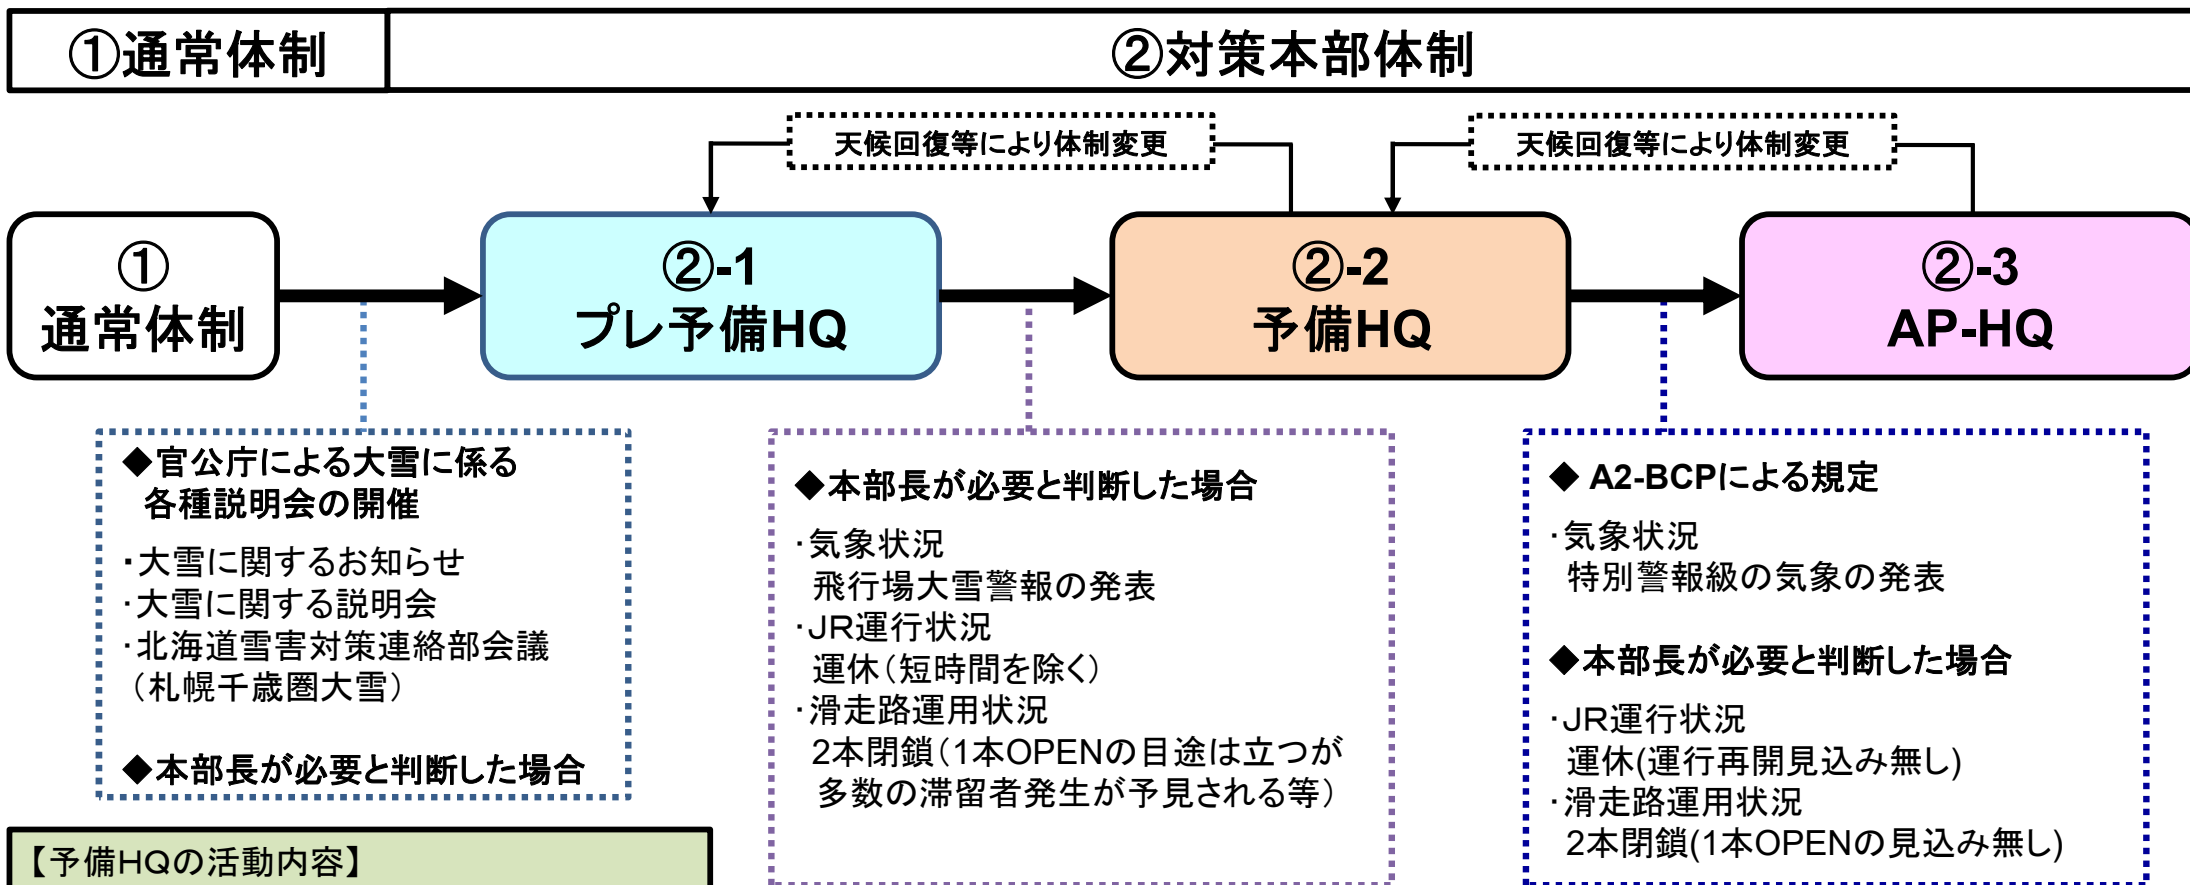 ①通常体制
②対策本部体制
天候回復等により体制変更
天候回復等により体制変更
①
通常体制
②-1
プレ予備HQ
②-2
予備HQ
②-3
AP-HQ
◆官公庁による大雪に係る
各種説明会の開催
・大雪に関するお知らせ
・大雪に関する説明会
・北海道雪害対策連絡部会議
（札幌千歳圏大雪）
◆本部長が必要と判断した場合
◆本部長が必要と判断した場合
・気象状況
飛行場大雪警報の発表
・JR運行状況
運休（短時間を除く）
・滑走路運用状況
2本閉鎖（1本OPENの目途は立つが
多数の滞留者発生が予見される等）
◆ A2-BCPによる規定
・気象状況
特別警報級の気象の発表
◆本部長が必要と判断した場合
・JR運行状況
運休(運行再開見込み無し)
・滑走路運用状況
2本閉鎖(1本OPENの見込み無し)
【予備HQの活動内容】